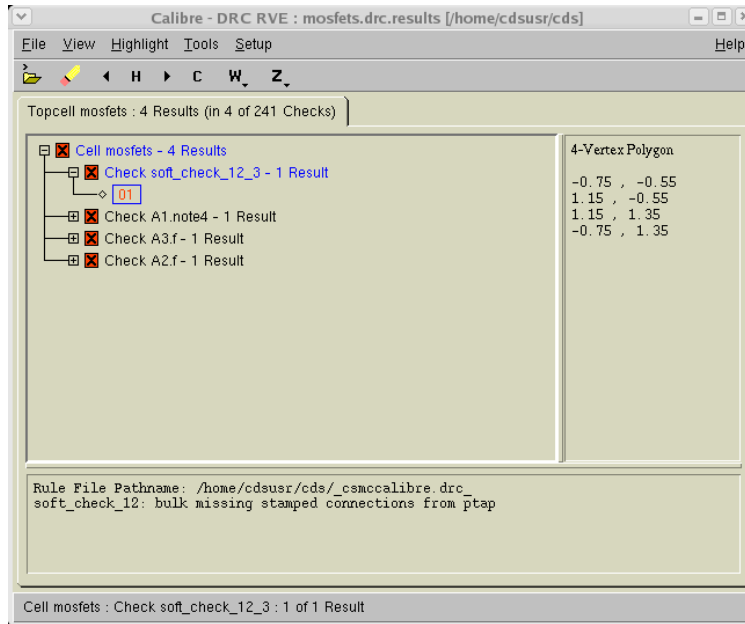 Calibre - DRC RVE : mosfets.drc.results [/home/cdsusr/cds]
File View Highlight Tools Setup Help
H C W Z
Topcell mosfets : 4 Results (in 4 of 241 Checks)
Cell mosfets - 4 Results
Check soft_check_12_3 - 1 Result
01
Check A1.note4 - 1 Result
Check A3.f - 1 Result
Check A2.f - 1 Result
4-Vertex Polygon
-0.75 , -0.55
1.15 , -0.55
1.15 , 1.35
-0.75 , 1.35
Rule File Pathname: /home/cdsusr/cds/_csmccalibre.drc_
soft_check_12: bulk missing stamped connections from ptap
Cell mosfets : Check soft_check_12_3 : 1 of 1 Result